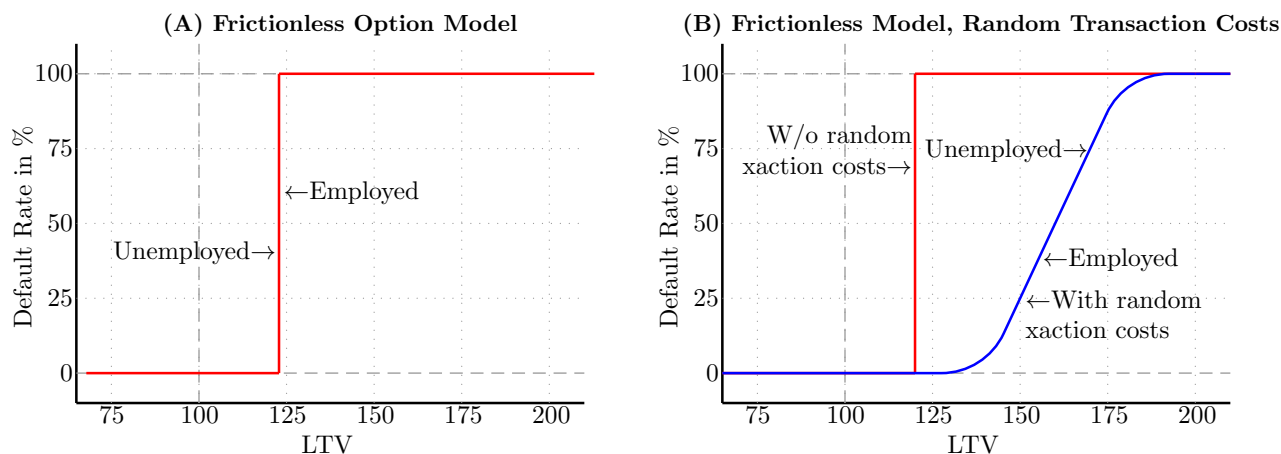 (A) Frictionless Option Model
100
75
50
25
0
Default Rate in %
←Employed
Unemployed→
75 100 125 150 175 200
LTV
(B) Frictionless Model, Random Transaction Costs
100
75
50
25
0
Default Rate in %
W/o random
xaction costs→
Unemployed→
←Employed
←With random
xaction costs
75 100 125 150 175 200
LTV